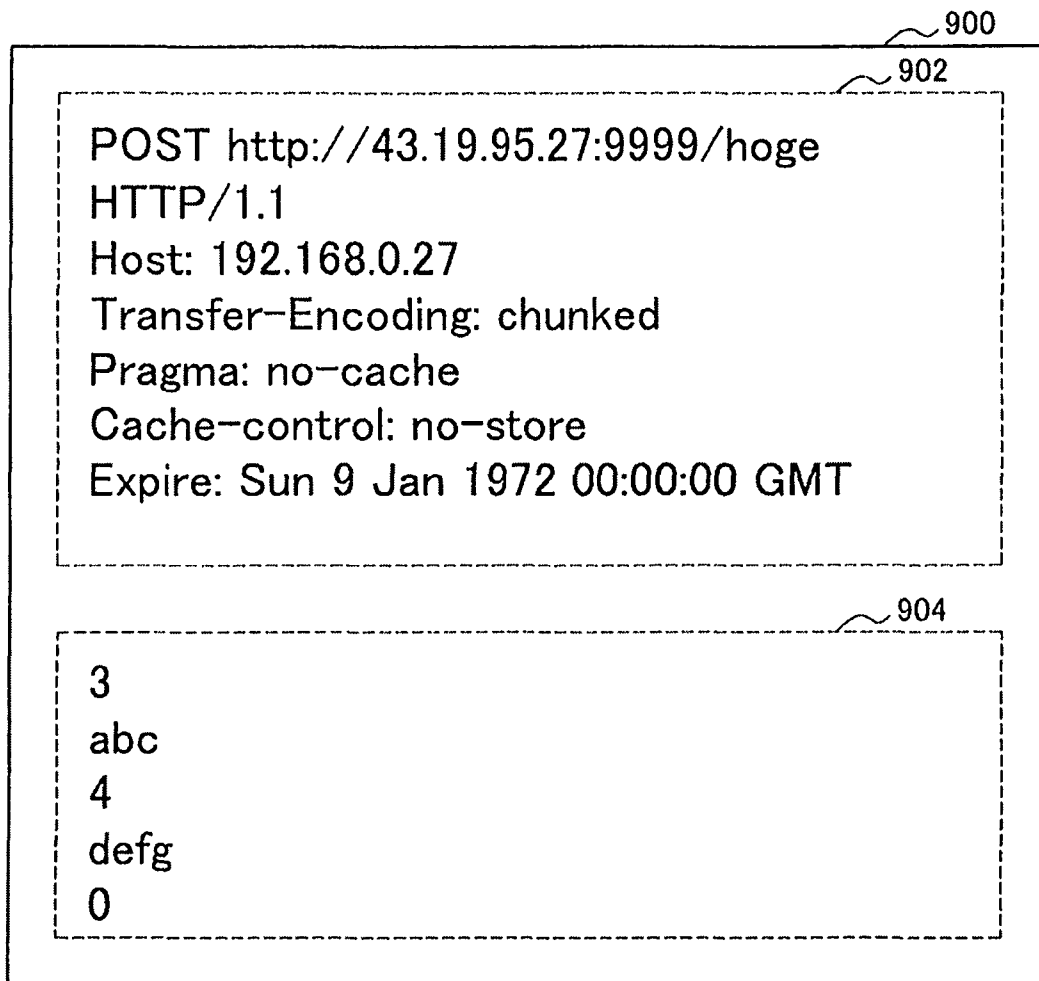 900
902
POST http://43.19.95.27:9999/hoge
HTTP/1.1
Host: 192.168.0.27
Transfer-Encoding: chunked
Pragma: no-cache
Cache-control: no-store
Expire: Sun 9 Jan 1972 00:00:00 GMT
904
3
abc
4
defg
0